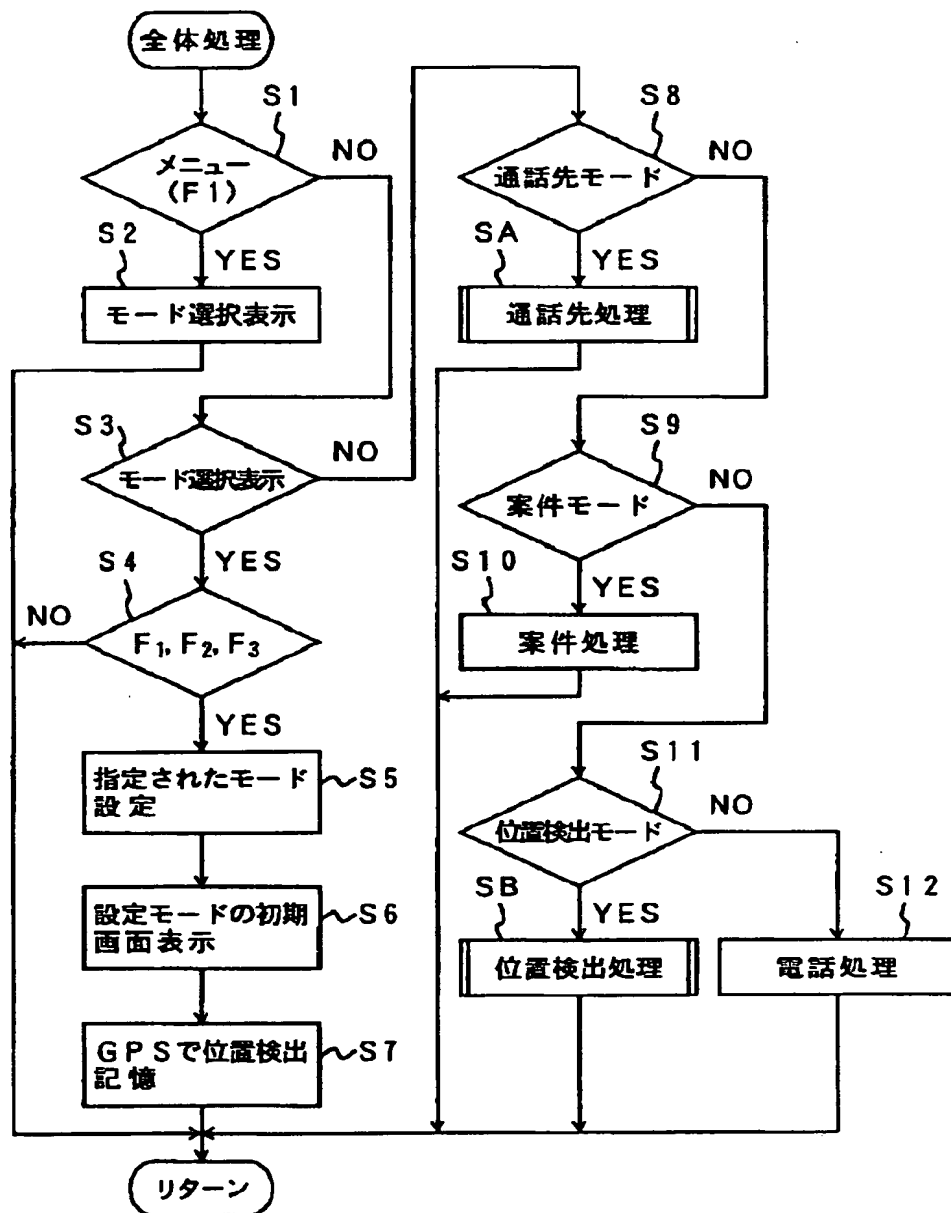 全体処理
S1
メニュー
(F1)
NO
S2
YES
モード選択表示
S3
モード選択表示
NO
S4
YES
NO
F1, F2, F3
YES
指定されたモード
設定
S5
設定モードの初期
画面表示
S6
GPSで位置検出
記憶
S7
リターン
S8
通話先モード
NO
SA
YES
通話先処理
S9
案件モード
NO
S10
YES
案件処理
S11
位置検出モード
NO
SB
YES
位置検出処理
S12
電話処理